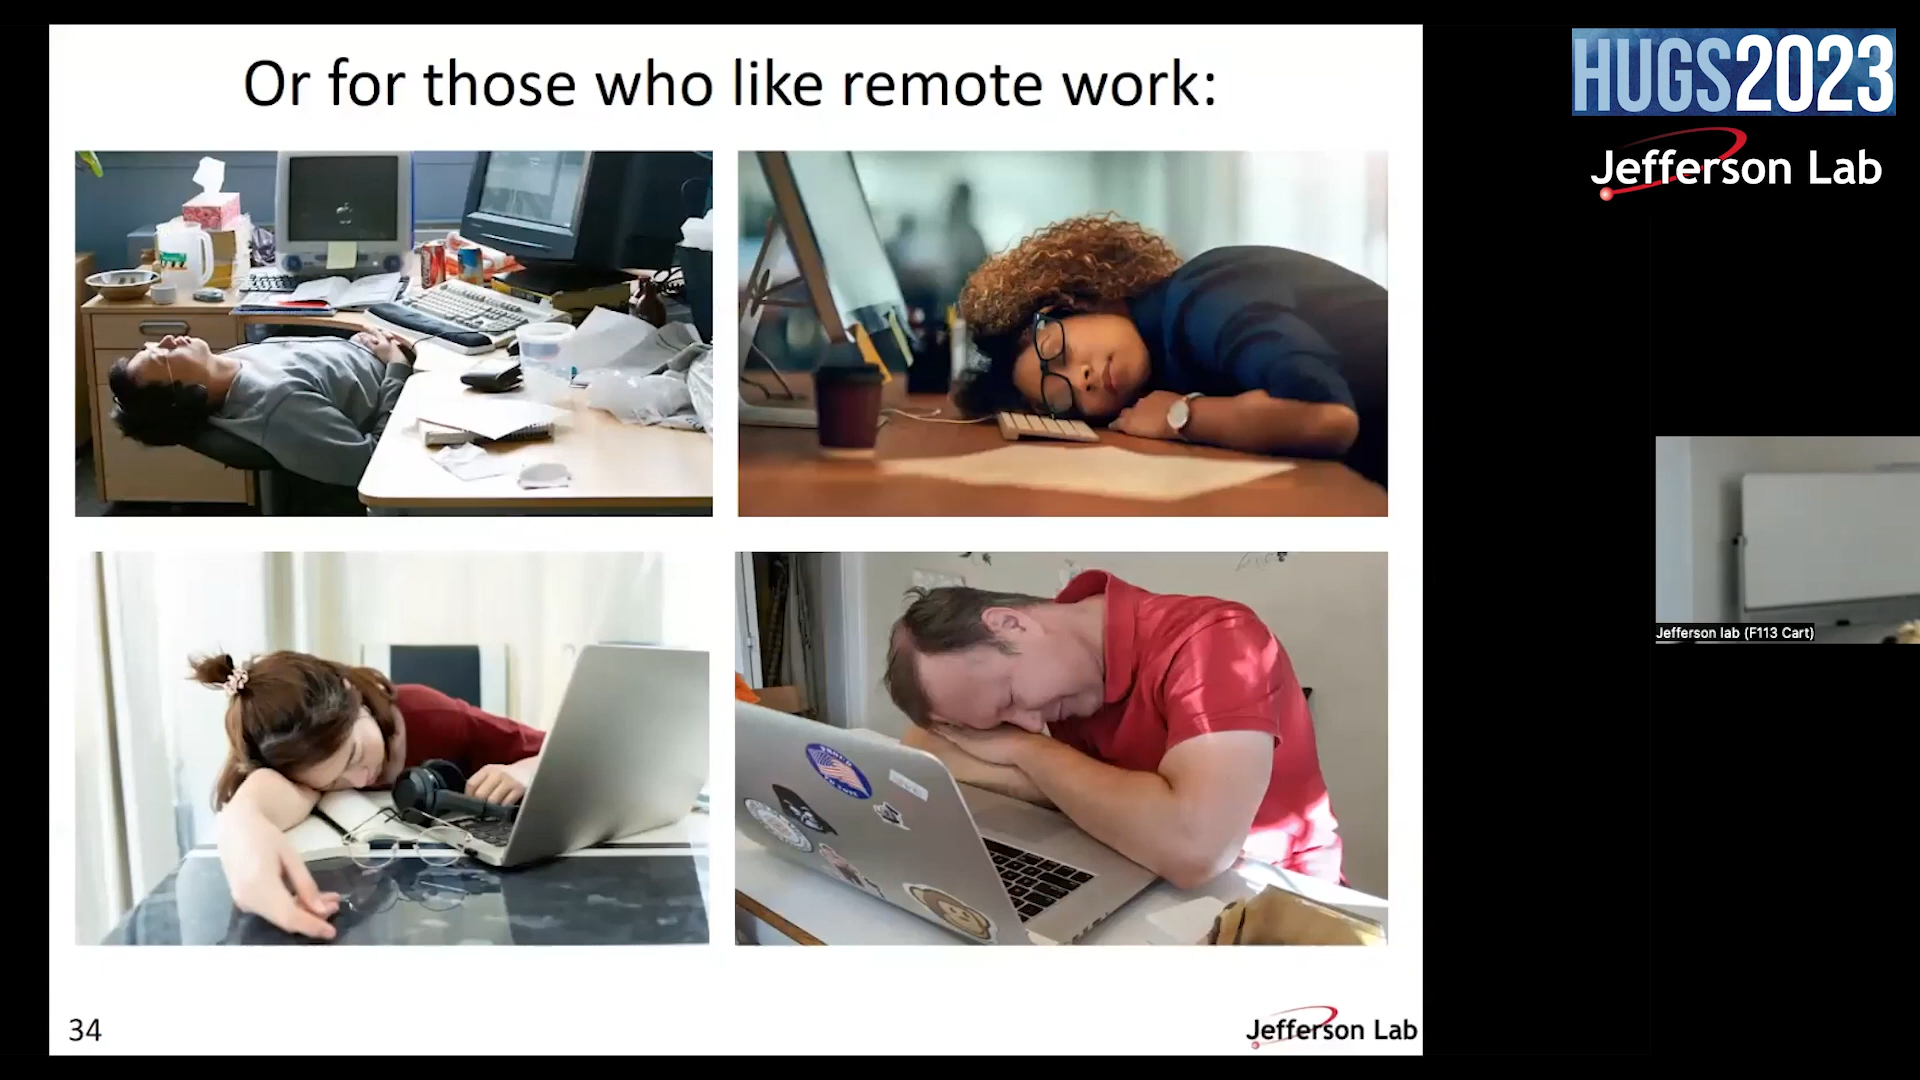 Or for those who like remote work:
HUGS2023
Jefferson Lab
Jefferson lab (F113 Cart)
34
Jefferson Lab